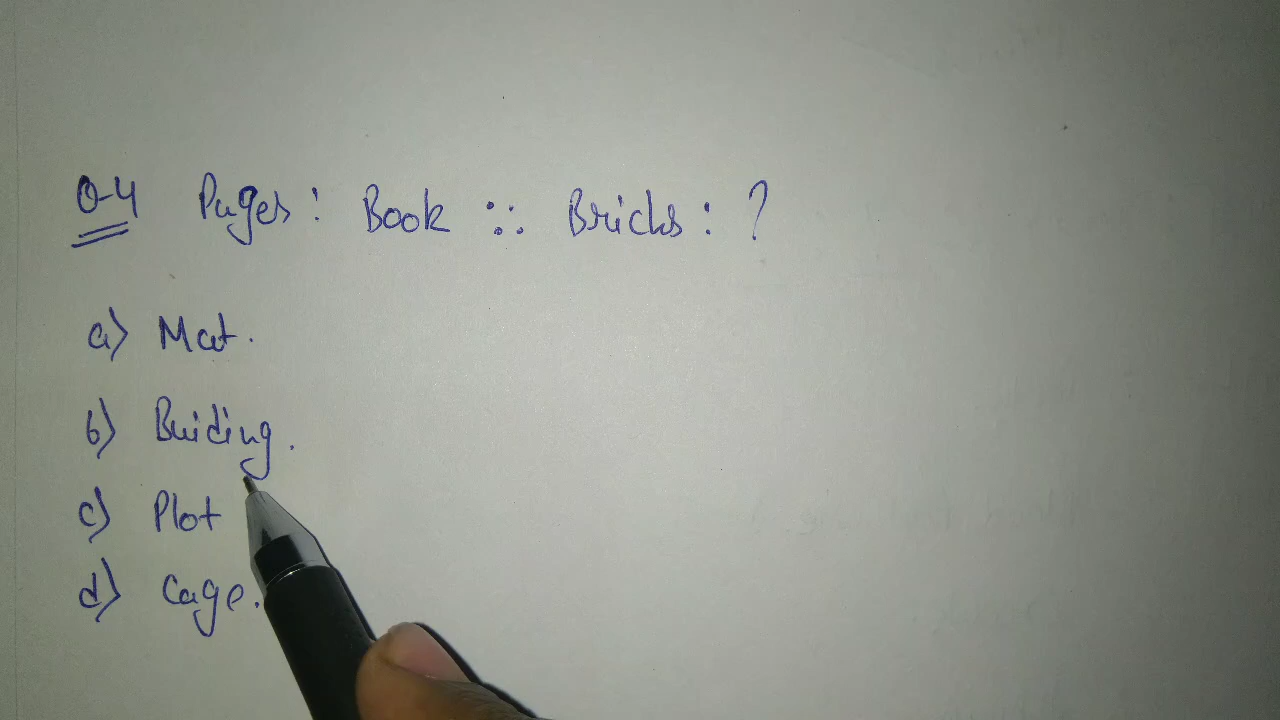 Q-4 Pages : Book :: Bricks : ?
a) Mat.
b) Buiding.
c) Plot
d) Cage.